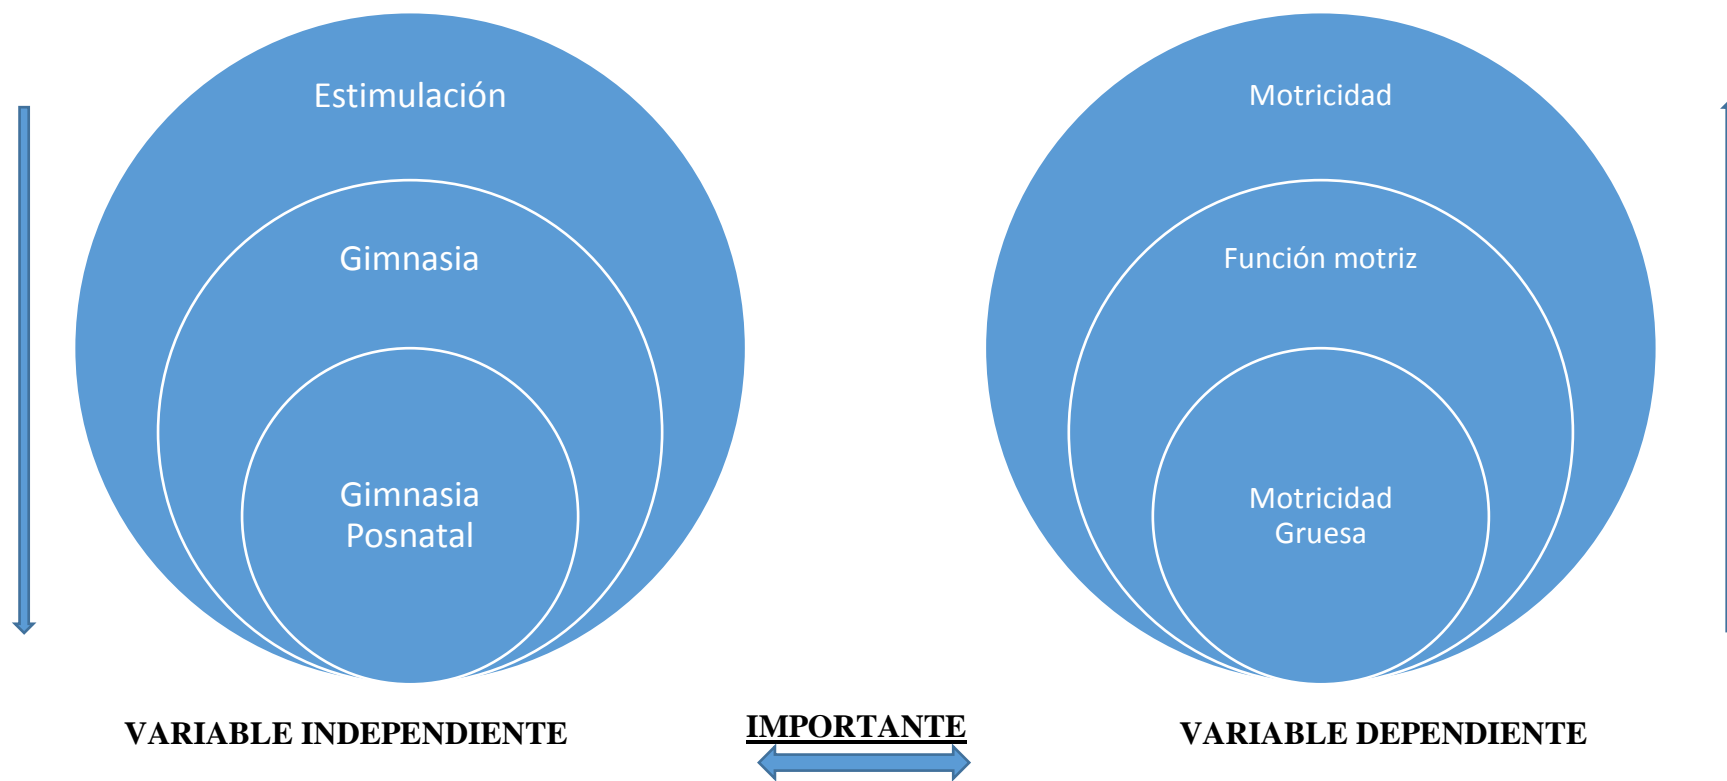 Estimulación
Gimnasia
Gimnasia
Posnatal
Motricidad
Función motriz
Motricidad
Gruesa
VARIABLE INDEPENDIENTE
IMPORTANTE
VARIABLE DEPENDIENTE